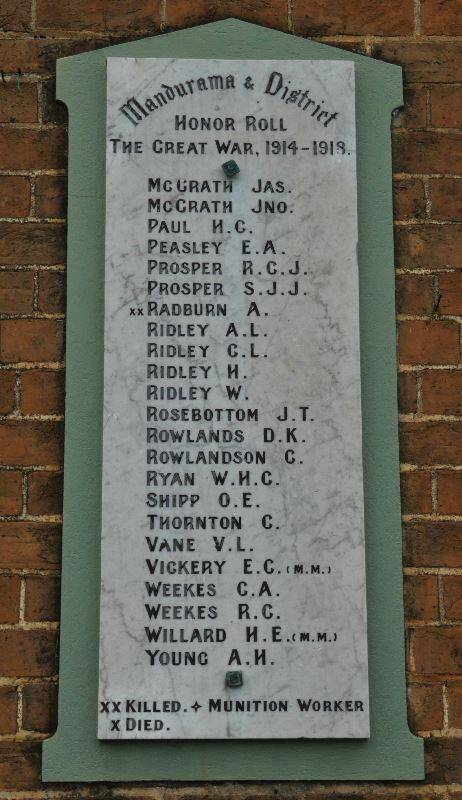 Mandurama & District
HONOR ROLL
THE GREAT WAR, 1914-1918.
MCGRATH JAS.
MCGRATH JNO.
PAUL H.C.
PEASLEY E.A.
PROSPER R.C.J.
PROSPER S.J.J.
xx RADBURN A.
RIDLEY A.L.
RIDLEY C.L.
RIDLEY H.
RIDLEY W.
ROSEBOTTOM J.T.
ROWLANDS D.K.
ROWLANDSON C.
RYAN W.H.C.
SHIPP O.E.
THORNTON C.
VANE V.L.
VICKERY E.C. (M.M.)
WEEKES C.A.
WEEKES R.C.
WILLARD H.E. (M.M.)
YOUNG A.H.
XX KILLED. + MUNITION WORKER
X DIED.